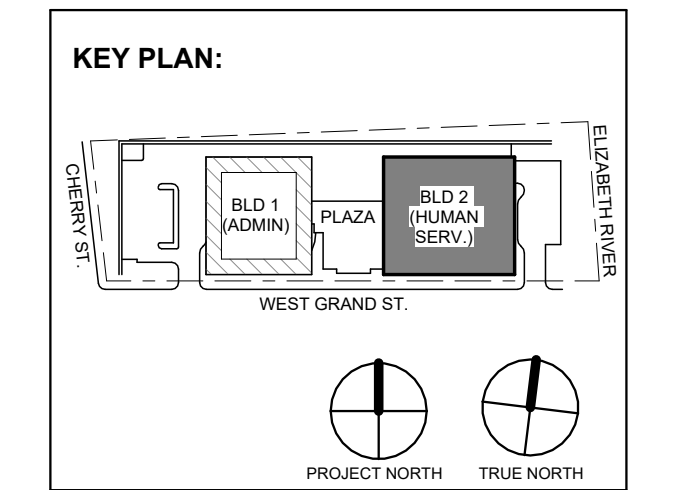 KEY PLAN:
CHERRY ST.
BLD 1
(ADMIN)
PLAZA
BLD 2
(HUMAN
SERV.)
ELIZABETH RIVER
WEST GRAND ST.
PROJECT NORTH
TRUE NORTH